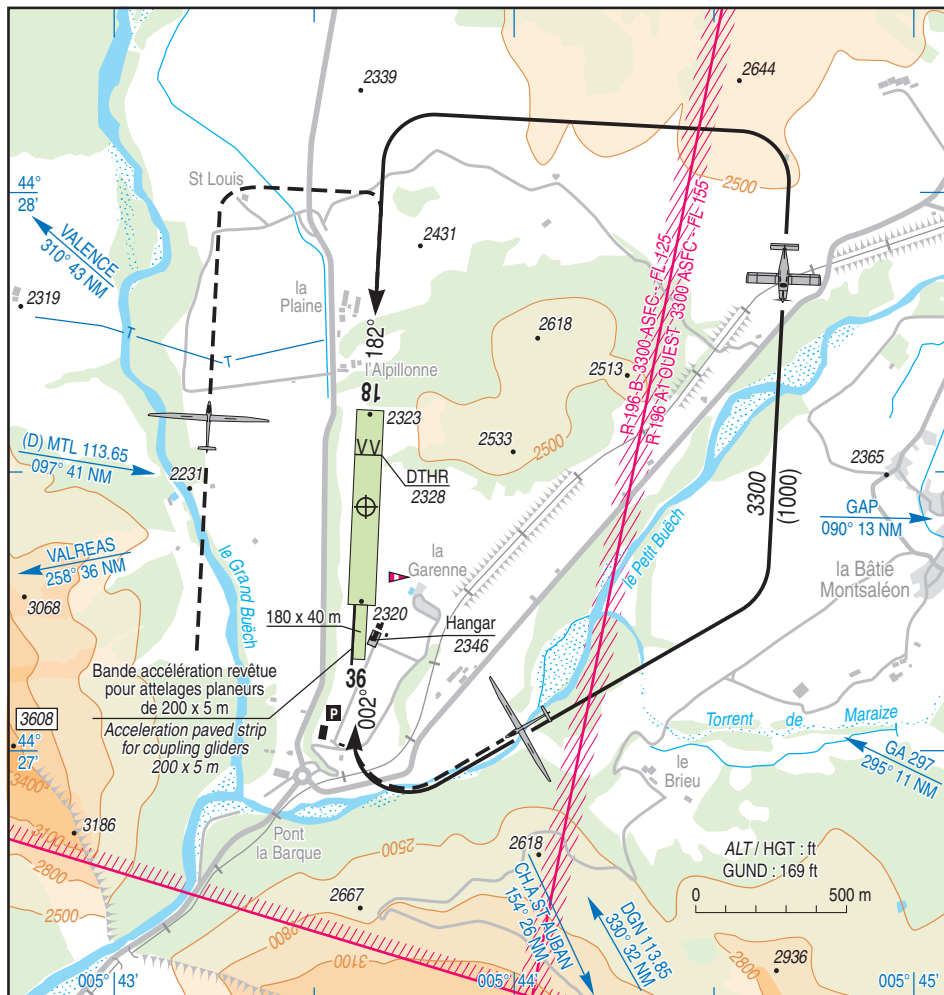 2339
2644
2500
44°
28'
St Louis
VALENCE
310° 43 NM
2431
la
Plaine
2319
T
T
182°
2618
R 196 B 3300 ASFC - FL 125
R 196 A1 OUEST 3300 ASFC - FL 155
l'Alpillonne
2513
18
2323
2533
2500
VV
DTHR
2328
(D) MTL 113.65
097° 41 NM
2231
2365
3300
(1000)
GAP
090° 13 NM
VALREAS
258° 36 NM
le Grand Buëch
le Petit Buëch
la
Garenne
la Bâtie
Montsaléon
3068
2320
180 x 40 m
Hangar
2346
Bande accélération revêtue
pour attelages planeurs
de 200 x 5 m
Acceleration paved strip
for coupling gliders
200 x 5 m
36
002°
P
3608
44°
27'
3400
Torrent de Maraize
GA 297
295° 11 NM
le
Brieu
3186
3100
2800
2500
Pont
la Barque
2500
2618
ALT / HGT : ft
GUND : 169 ft
0 500 m
2667
2800
3100
CH.A ST AUBAN
154° 26 NM
DGN 113.85
330° 32 NM
2936
2800
005° 43'
005° 44'
005° 45'